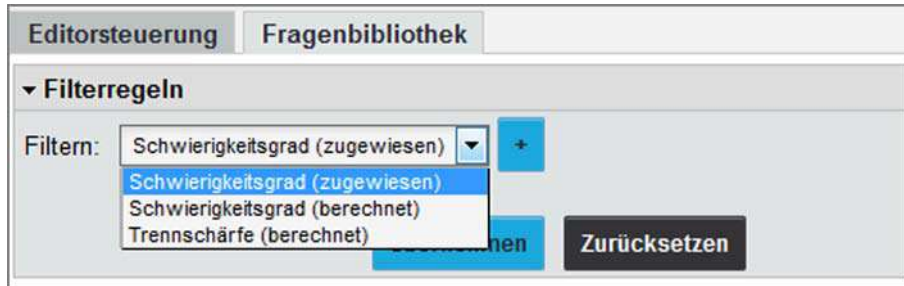 Editorsteuerung Fragenbibliothek
Filterregeln
Filtern: Schwierigkeitsgrad (zugewiesen) +
Schwierigkeitsgrad (zugewiesen)
Schwierigkeitsgrad (berechnet)
Trennschärfe (berechnet)
Zurücksetzen